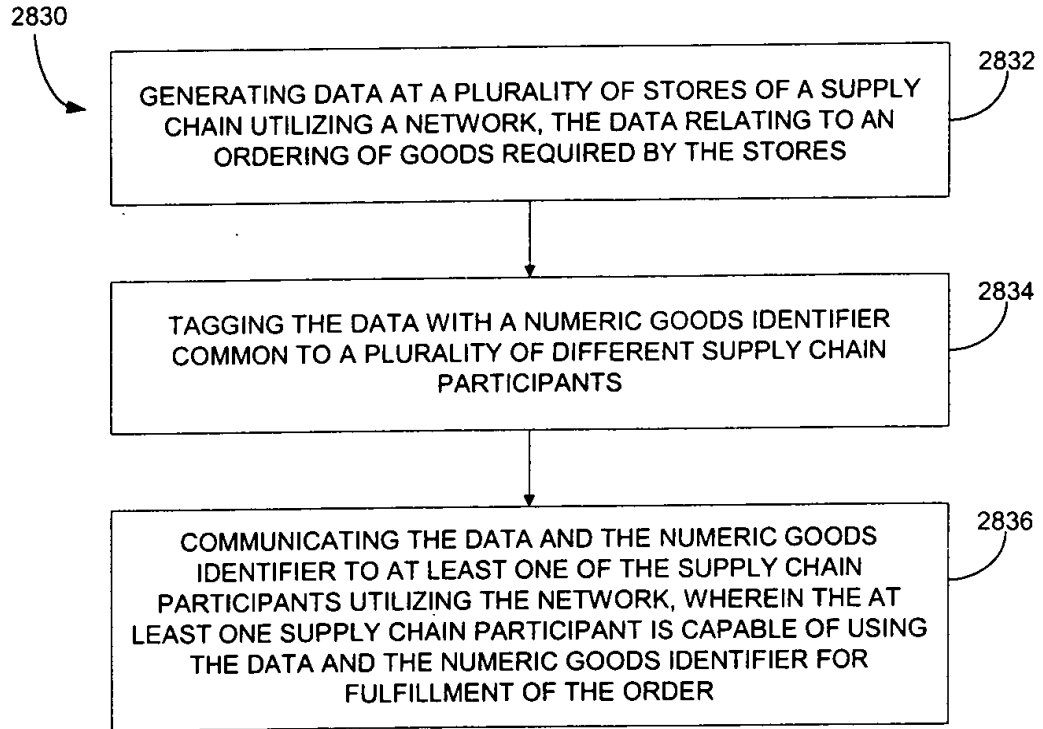 2830
GENERATING DATA AT A PLURALITY OF STORES OF A SUPPLY
CHAIN UTILIZING A NETWORK, THE DATA RELATING TO AN
ORDERING OF GOODS REQUIRED BY THE STORES
2832
TAGGING THE DATA WITH A NUMERIC GOODS IDENTIFIER
COMMON TO A PLURALITY OF DIFFERENT SUPPLY CHAIN
PARTICIPANTS
2834
COMMUNICATING THE DATA AND THE NUMERIC GOODS
IDENTIFIER TO AT LEAST ONE OF THE SUPPLY CHAIN
PARTICIPANTS UTILIZING THE NETWORK, WHEREIN THE AT
LEAST ONE SUPPLY CHAIN PARTICIPANT IS CAPABLE OF USING
THE DATA AND THE NUMERIC GOODS IDENTIFIER FOR
FULFILLMENT OF THE ORDER
2836